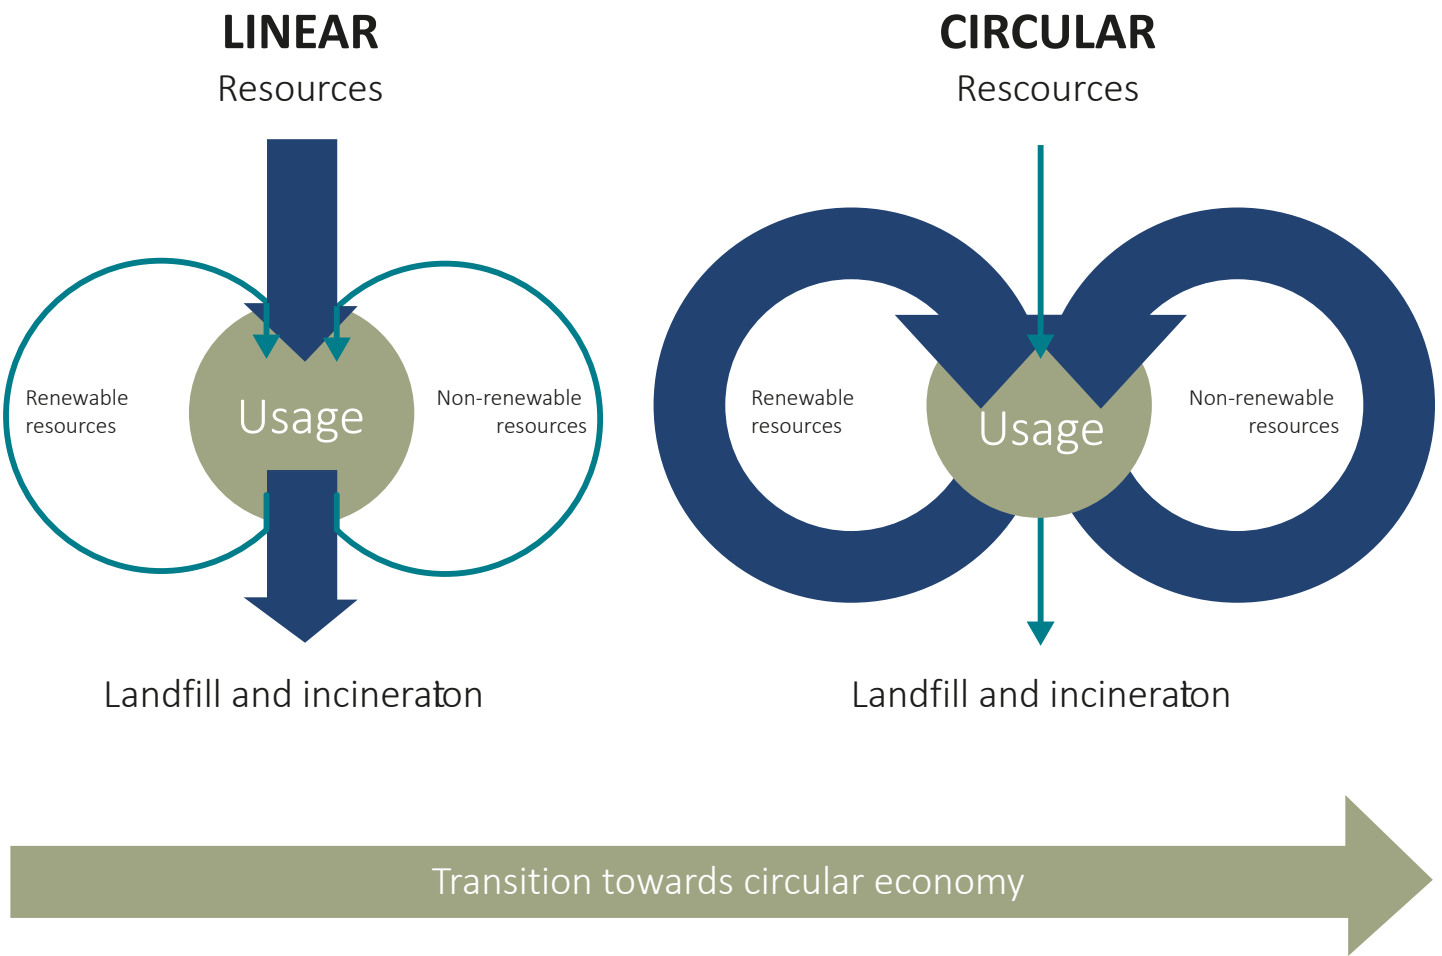 LINEAR
Resources
Renewable
resources
Usage
Non-renewable
resources
Landfill and incineraton
CIRCULAR
Rescources
Renewable
resources
Usage
Non-renewable
resources
Landfill and incineraton
Transition towards circular economy